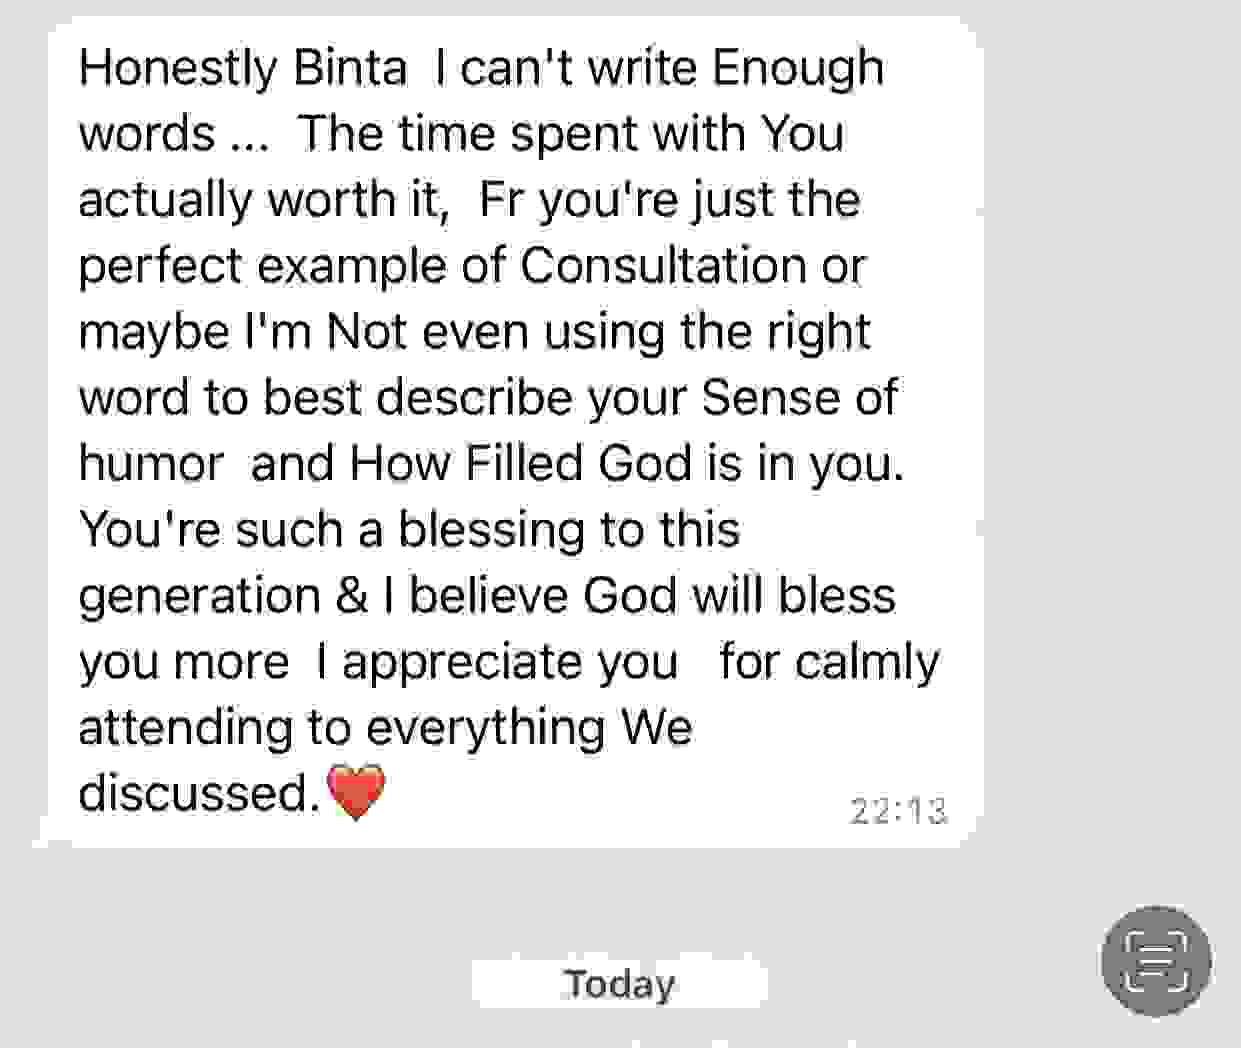 Honestly Binta  I can't write Enough
words ...  The time spent with You
actually worth it,  Fr you're just the
perfect example of Consultation or
maybe I'm Not even using the right
word to best describe your Sense of
humor  and How Filled God is in you.
You're such a blessing to this
generation & I believe God will bless
you more  I appreciate you   for calmly
attending to everything We
discussed.❤️
22:13
Today